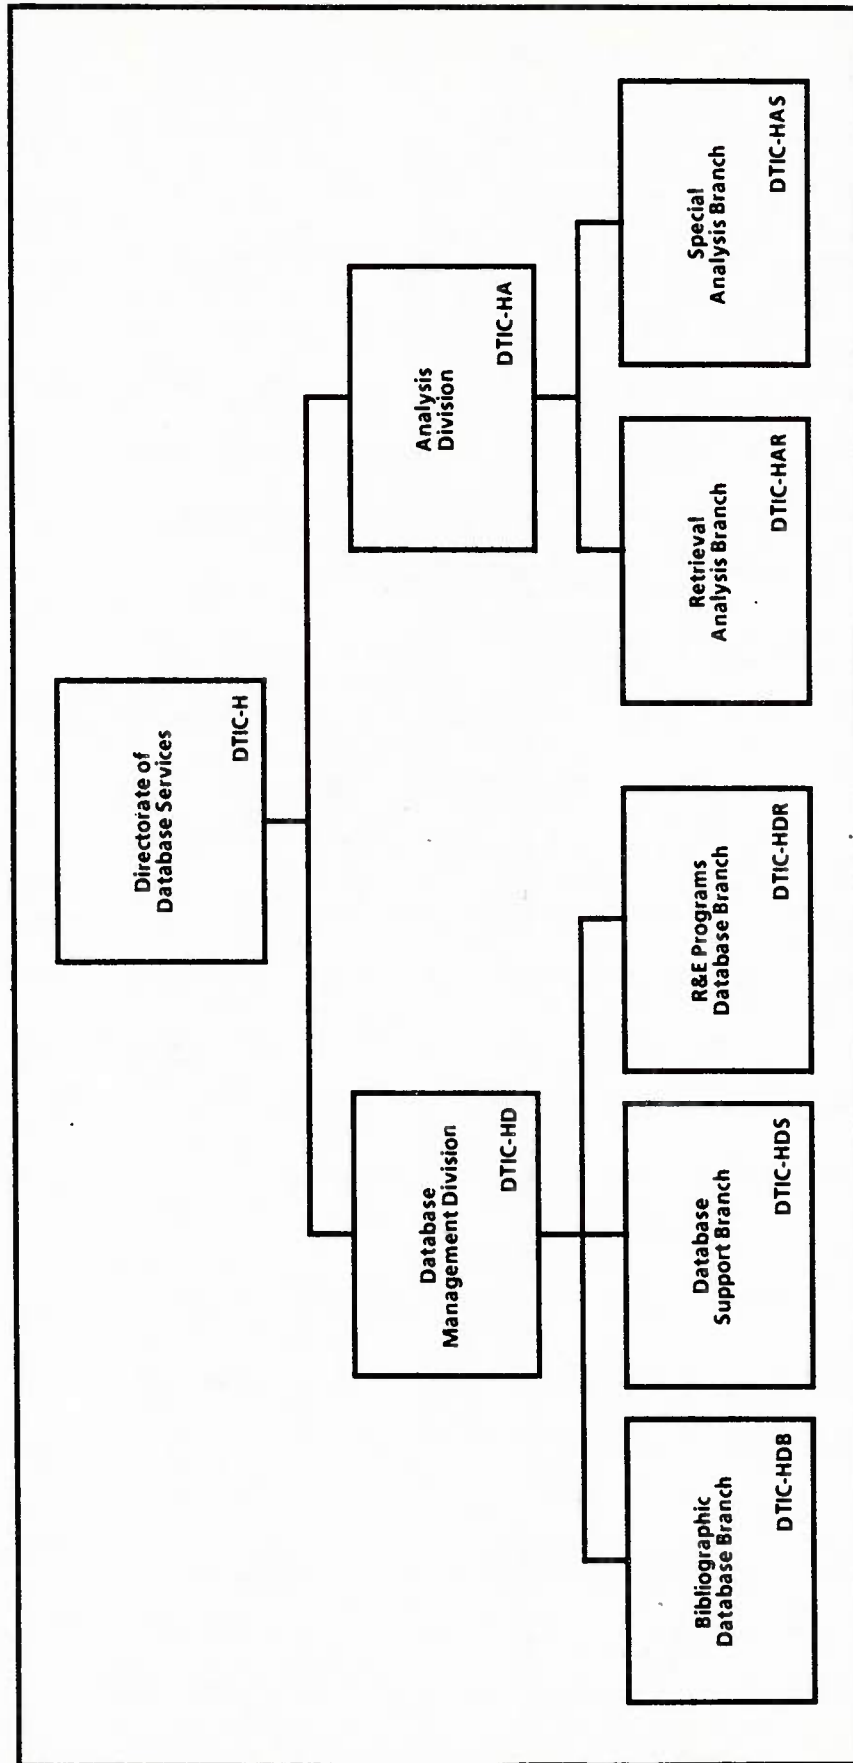 Directorate of
Database Services
DTIC-H
Database
Management Division
DTIC-HD
Analysis
Division
DTIC-HA
Bibliographic
Database Branch
DTIC-HDB
Database
Support Branch
DTIC-HDS
R&E Programs
Database Branch
DTIC-HDR
Retrieval
Analysis Branch
DTIC-HAR
Special
Analysis Branch
DTIC-HAS